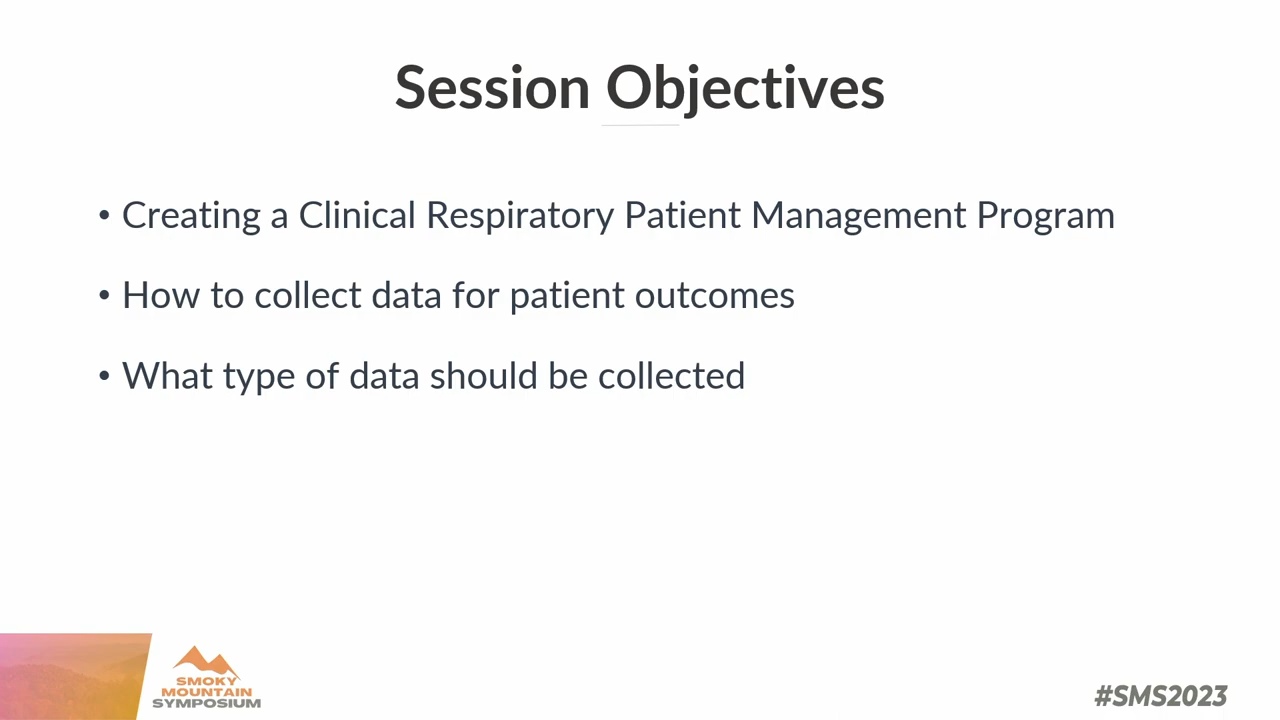 Session Objectives
• Creating a Clinical Respiratory Patient Management Program
• How to collect data for patient outcomes
• What type of data should be collected
SMOKY
MOUNTAIN
SYMPOSIUM
#SMS2023